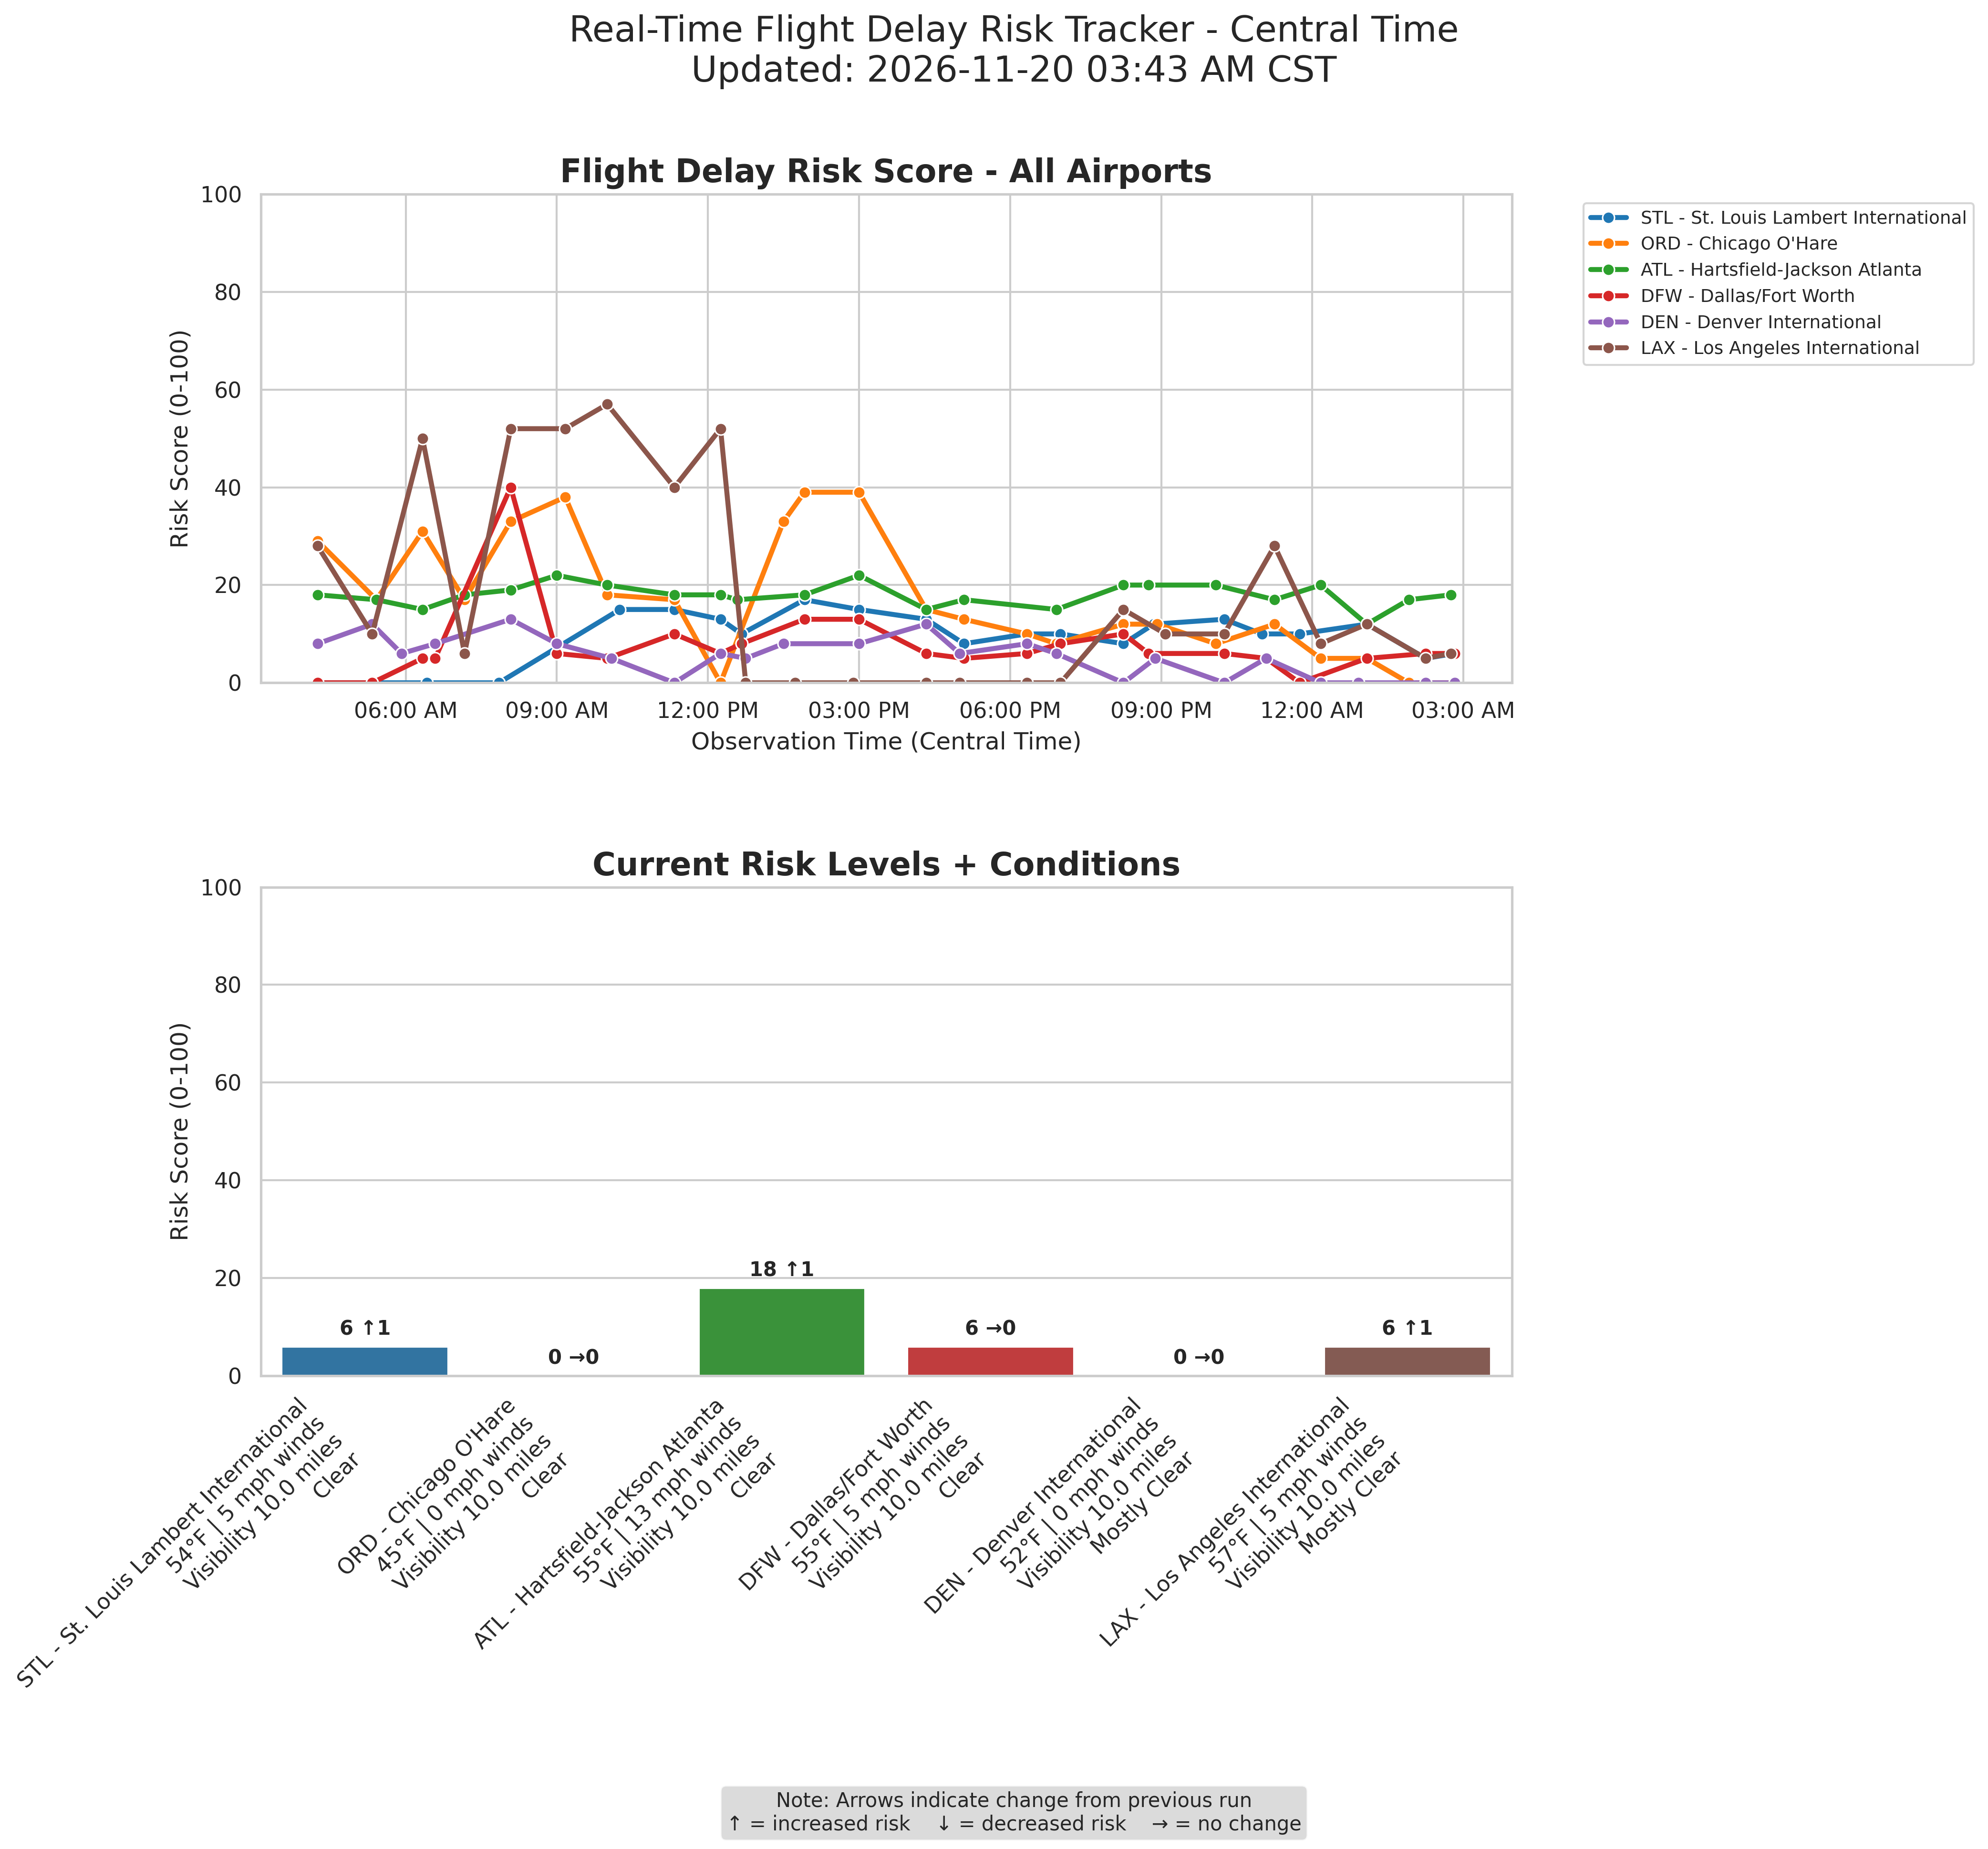 Real-Time Flight Delay Risk Tracker - Central Time
Updated: 2026-11-20 03:43 AM CST
Flight Delay Risk Score - All Airports
Risk Score (0-100)
100
80
60
40
20
0
06:00 AM
09:00 AM
12:00 PM
03:00 PM
06:00 PM
09:00 PM
12:00 AM
03:00 AM
Observation Time (Central Time)
STL - St. Louis Lambert International
ORD - Chicago O'Hare
ATL - Hartsfield-Jackson Atlanta
DFW - Dallas/Fort Worth
DEN - Denver International
LAX - Los Angeles International
Current Risk Levels + Conditions
Risk Score (0-100)
100
80
60
40
20
0
6 ↑1
0 →0
18 ↑1
6 →0
0 →0
6 ↑1
STL - St. Louis Lambert International
54°F | 5 mph winds
Visibility 10.0 miles
Clear
ORD - Chicago O'Hare
45°F | 0 mph winds
Visibility 10.0 miles
Clear
ATL - Hartsfield-Jackson Atlanta
55°F | 13 mph winds
Visibility 10.0 miles
Clear
DFW - Dallas/Fort Worth
55°F | 5 mph winds
Visibility 10.0 miles
Clear
DEN - Denver International
52°F | 0 mph winds
Visibility 10.0 miles
Mostly Clear
LAX - Los Angeles International
57°F | 5 mph winds
Visibility 10.0 miles
Mostly Clear
Note: Arrows indicate change from previous run
↑ = increased risk ↓ = decreased risk → = no change